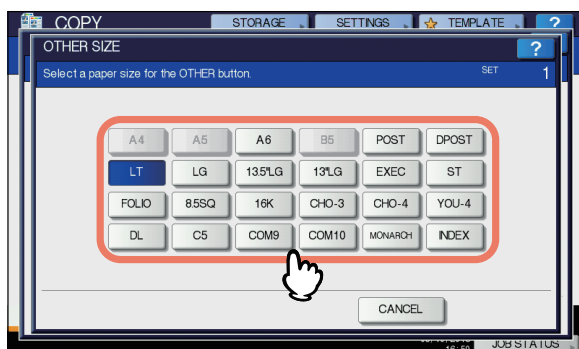 COPY STORAGE SETTINGS TEMPLATE ?
OTHER SIZE ?
Select a paper size for the OTHER button. SET 1
A4 A5 A6 B5 POST DPOST
LT LG 13.5"LG 13"LG EXEC ST
FOLIO 8.5SQ 16K CHO-3 CHO-4 YOU-4
DL C5 COM9 COM10 MONARCH INDEX
CANCEL
JOB STATUS